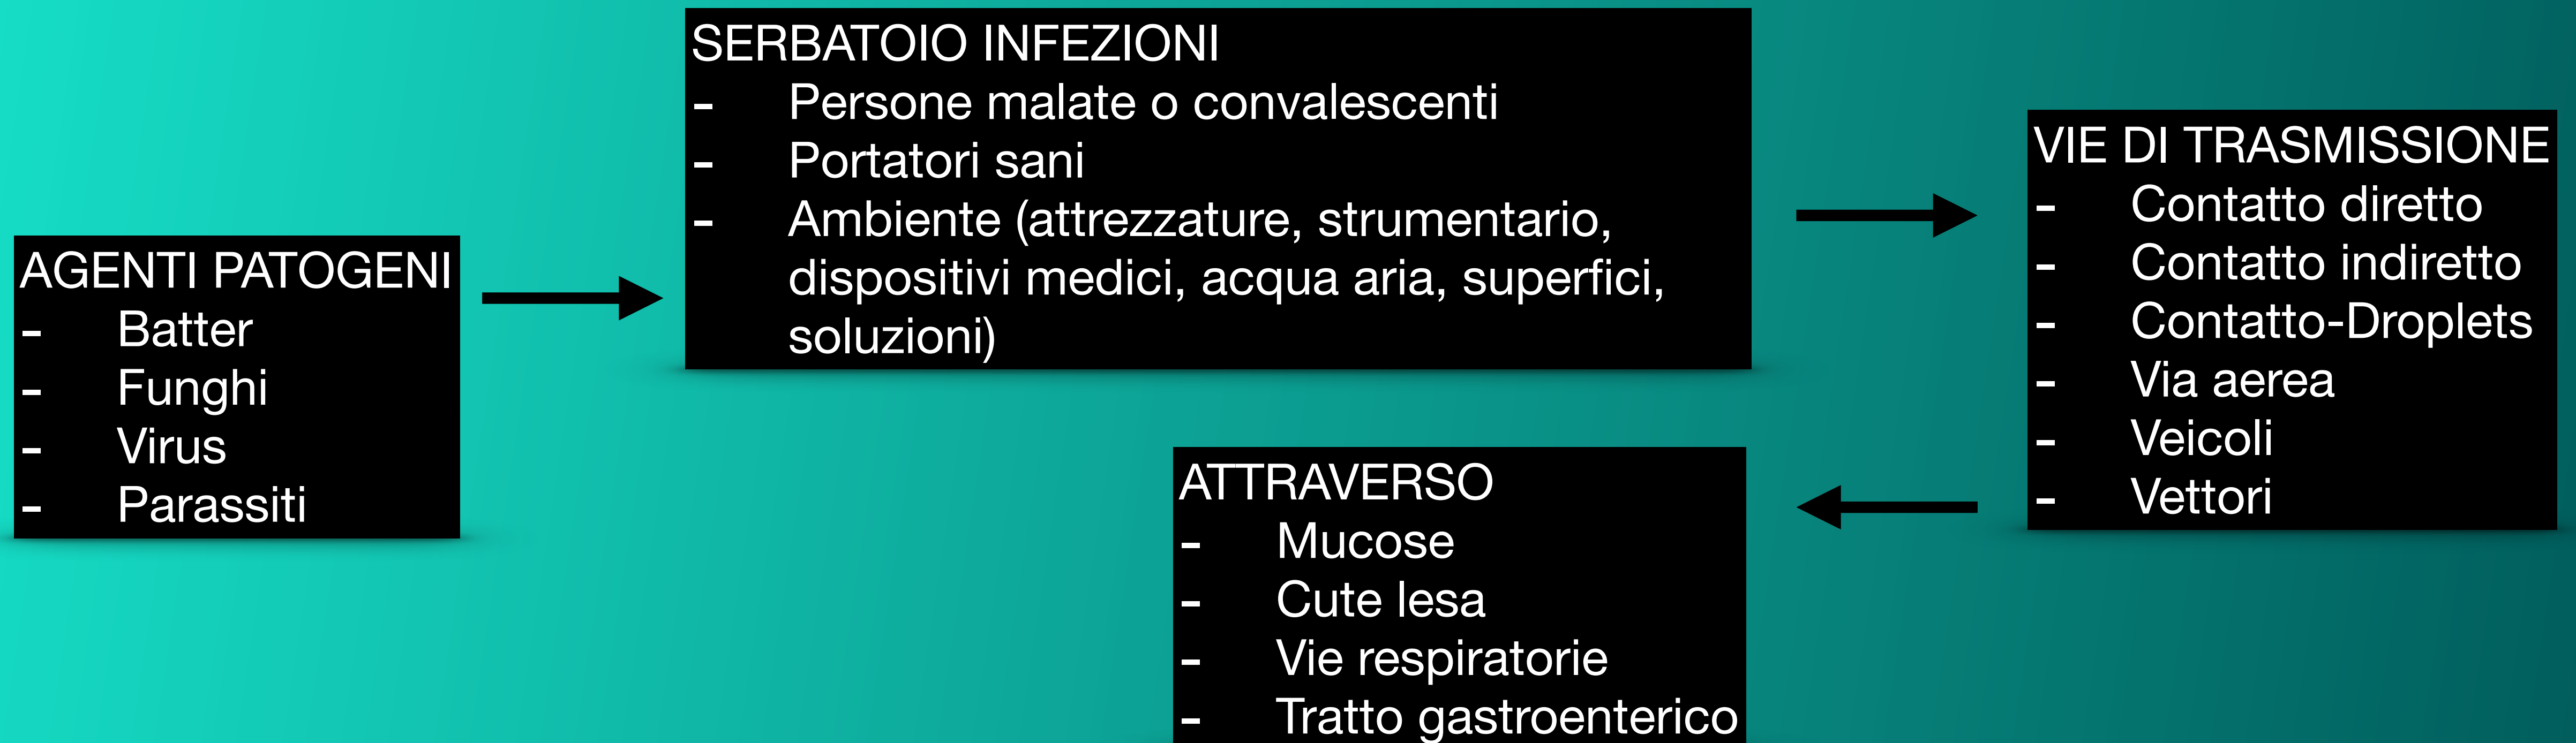 AGENTI PATOGENI
- Batter
- Funghi
- Virus
- Parassiti
SERBATOIO INFEZIONI
- Persone malate o convalescenti
- Portatori sani
- Ambiente (attrezzature, strumentario,
dispositivi medici, acqua aria, superfici,
soluzioni)
VIE DI TRASMISSIONE
- Contatto diretto
- Contatto indiretto
- Contatto-Droplets
- Via aerea
- Veicoli
- Vettori
ATTRAVERSO
- Mucose
- Cute lesa
- Vie respiratorie
- Tratto gastroenterico